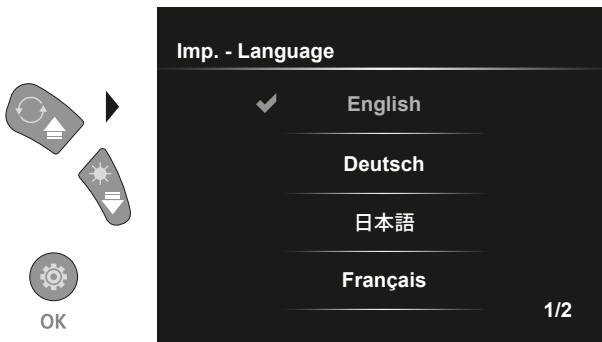 Imp. - Language
English
Deutsch
日本語
Français
1/2
OK